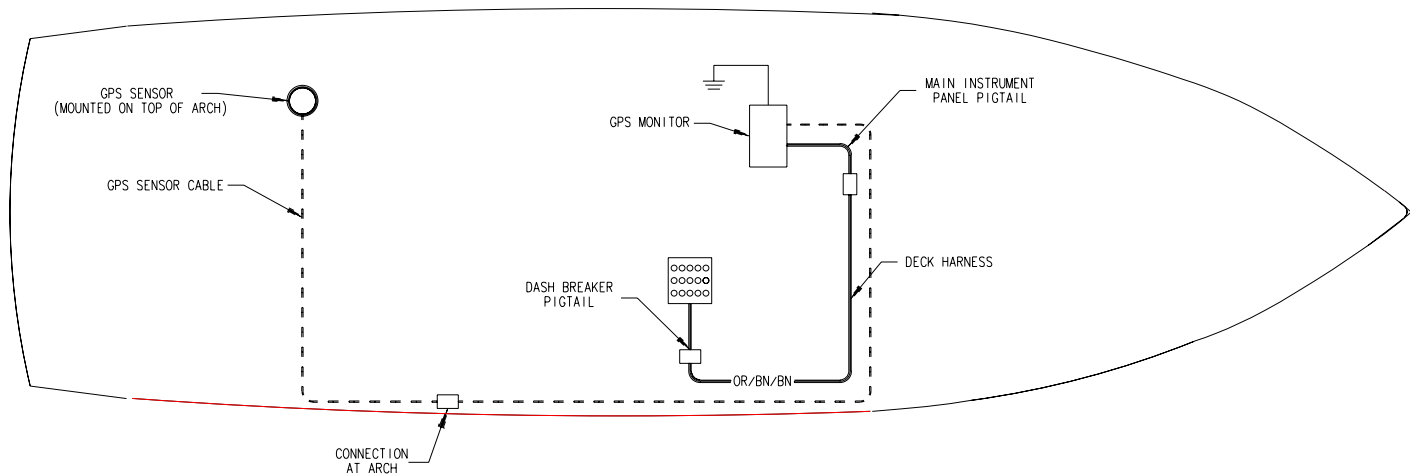 GPS SENSOR
(MOUNTED ON TOP OF ARCH)
MAIN INSTRUMENT
PANEL PIGTAIL
GPS MONITOR
GPS SENSOR CABLE
DECK HARNESS
DASH BREAKER
PIGTAIL
OR/BN/BN
CONNECTION
AT ARCH